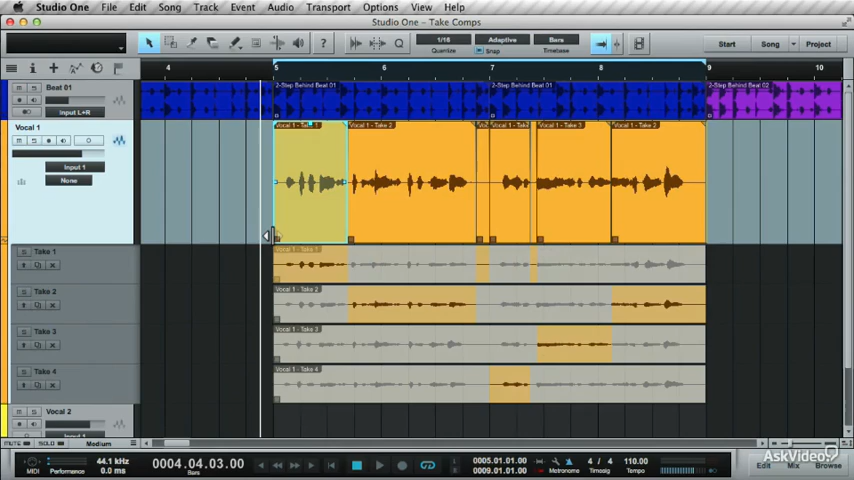 Studio One File Edit Song Track Event Audio Transport Options View Help
Studio One - Take Comps
1/16 Adaptive Bars
Quantize Snap Timebase
Start Song Project
4 5 6 7 8 9 10
Beat 01
Input L+R
2-Step Behind Beat 01
2-Step Behind Beat 01
2-Step Behind Beat 02
Vocal 1
Input 1
None
Vocal 1 - Take 2
Vocal 1 - Take 3
Vocal 1 - Take 2
Take 1
Vocal 1 - Take 1
Take 2
Vocal 1 - Take 2
Take 3
Vocal 1 - Take 3
Take 4
Vocal 1 - Take 4
Vocal 2
MUTE SOLO Medium
MIDI Performance
44.1 kHz
0.0 ms
0004.04.03.00
Bars
L 0005.01.01.00
R 0009.01.01.00
Metronome
4 / 4
Timesig
110.00
Tempo
Edit Mix Browse
AskVideo